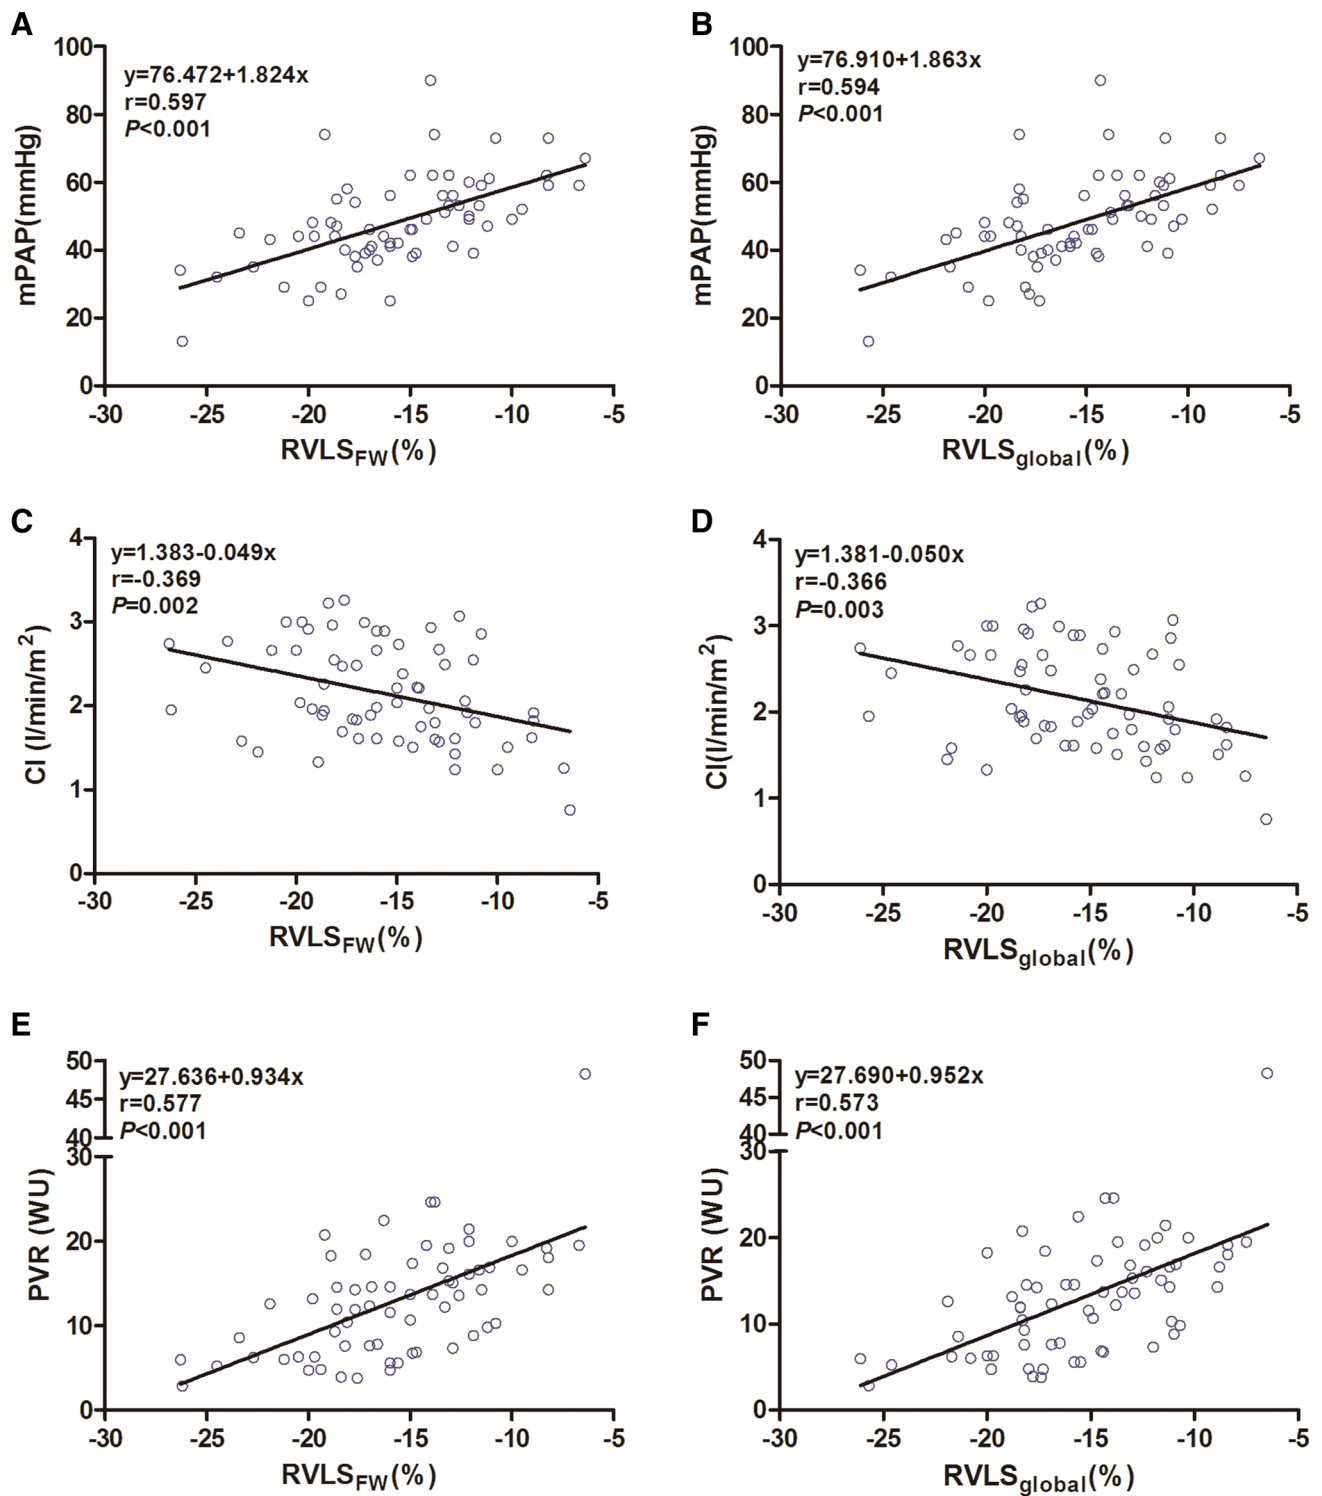 A
100
80
60
40
20
0
mPAP(mmHg)
y=76.472+1.824x
r=0.597
P<0.001
-30 -25 -20 -15 -10 -5
RVLSFW(%)
B
100
80
60
40
20
0
mPAP(mmHg)
y=76.910+1.863x
r=0.594
P<0.001
-30 -25 -20 -15 -10 -5
RVLSglobal(%)
C
4
3
2
1
0
CI (l/min/m2)
y=1.383-0.049x
r=-0.369
P=0.002
-30 -25 -20 -15 -10 -5
RVLSFW(%)
D
4
3
2
1
0
CI(l/min/m2)
y=1.381-0.050x
r=-0.366
P=0.003
-30 -25 -20 -15 -10 -5
RVLSglobal(%)
E
50
45
40
30
20
10
0
PVR (WU)
y=27.636+0.934x
r=0.577
P<0.001
-30 -25 -20 -15 -10 -5
RVLSFW(%)
F
50
45
40
30
20
10
0
PVR (WU)
y=27.690+0.952x
r=0.573
P<0.001
-30 -25 -20 -15 -10 -5
RVLSglobal(%)